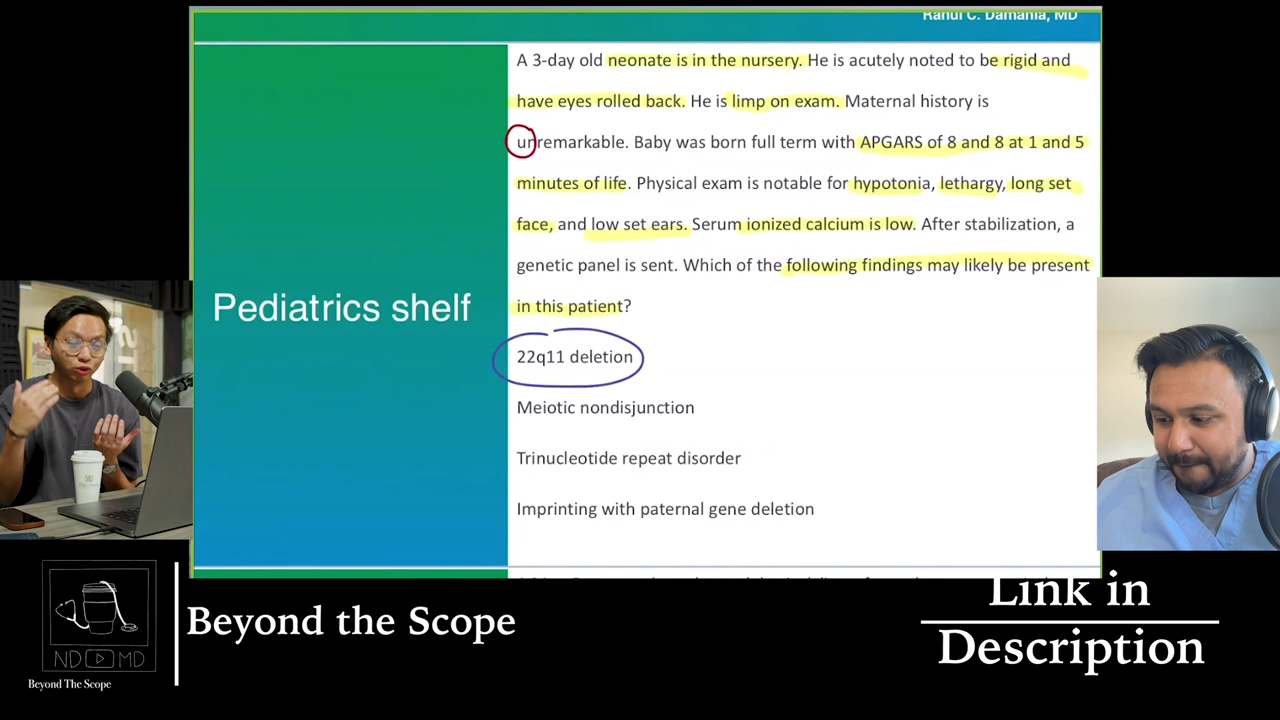 Rahul C. Damania, MD
A 3-day old neonate is in the nursery. He is acutely noted to be rigid and
have eyes rolled back. He is limp on exam. Maternal history is
unremarkable. Baby was born full term with APGARS of 8 and 8 at 1 and 5
minutes of life. Physical exam is notable for hypotonia, lethargy, long set
face, and low set ears. Serum ionized calcium is low. After stabilization, a
genetic panel is sent. Which of the following findings may likely be present
in this patient?
Pediatrics shelf
22q11 deletion
Meiotic nondisjunction
Trinucleotide repeat disorder
Imprinting with paternal gene deletion
ND MD
Beyond The Scope
Beyond the Scope
Link in
Description